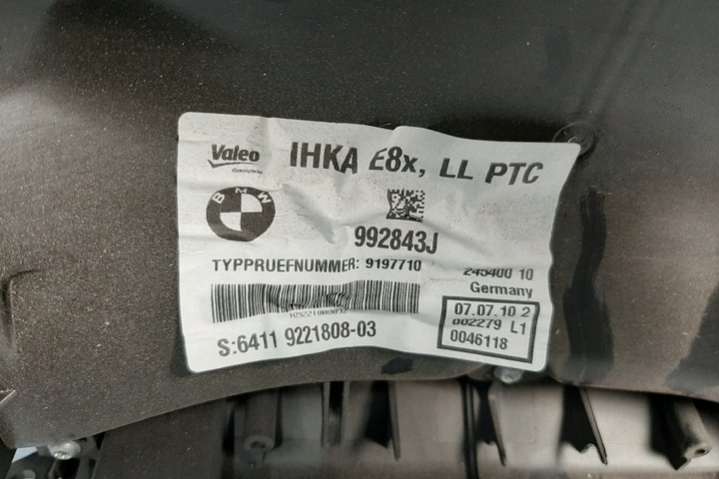 Valeo
IHKA E8x, LL PTC
BMW
992843J
TYPPRUEFNUMMER: 9197710
245400 10
Germany
07.07.10 2
002279 L1
0046118
S:6411 9221808-03